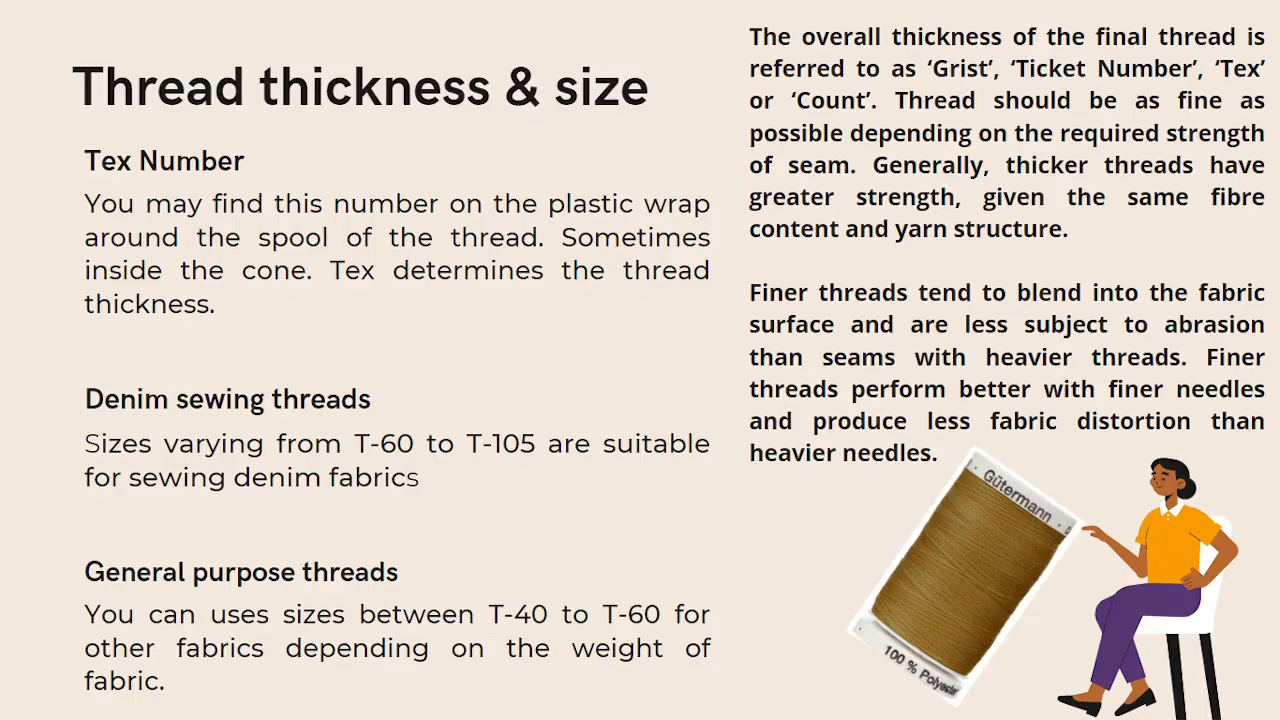 Thread thickness & size
Tex Number
You may find this number on the plastic wrap
around the spool of the thread. Sometimes
inside the cone. Tex determines the thread
thickness.
Denim sewing threads
Sizes varying from T-60 to T-105 are suitable
for sewing denim fabrics
General purpose threads
You can uses sizes between T-40 to T-60 for
other fabrics depending on the weight of
fabric.
The overall thickness of the final thread is
referred to as ‘Grist’, ‘Ticket Number’, ‘Tex’
or ‘Count’. Thread should be as fine as
possible depending on the required strength
of seam. Generally, thicker threads have
greater strength, given the same fibre
content and yarn structure.
Finer threads tend to blend into the fabric
surface and are less subject to abrasion
than seams with heavier threads. Finer
threads perform better with finer needles
and produce less fabric distortion than
heavier needles.
Gütermann
100 % Polyester